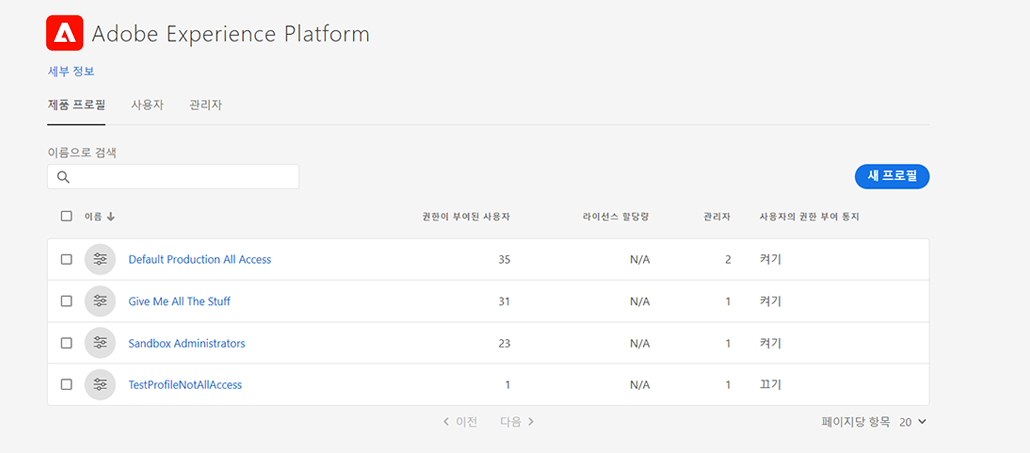 Adobe Experience Platform
세부 정보
제품 프로필 사용자 관리자
이름으로 검색
새 프로필
이름 권한이 부여된 사용자 라이선스 할당량 관리자 사용자의 권한 부여 통지
Default Production All Access 35 N/A 2 켜기
Give Me All The Stuff 31 N/A 1 켜기
Sandbox Administrators 23 N/A 1 켜기
TestProfileNotAllAccess 1 N/A 1 끄기
이전 다음 페이지당 항목 20